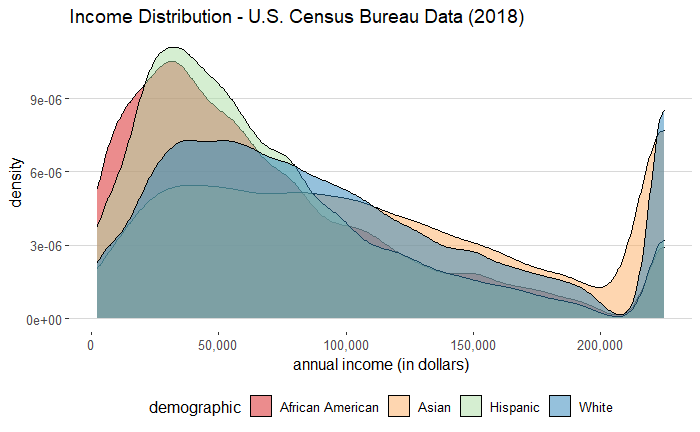 Income Distribution - U.S. Census Bureau Data (2018)
density
9e-06
6e-06
3e-06
0e+00
0 50,000 100,000 150,000 200,000
annual income (in dollars)
demographic African American Asian Hispanic White